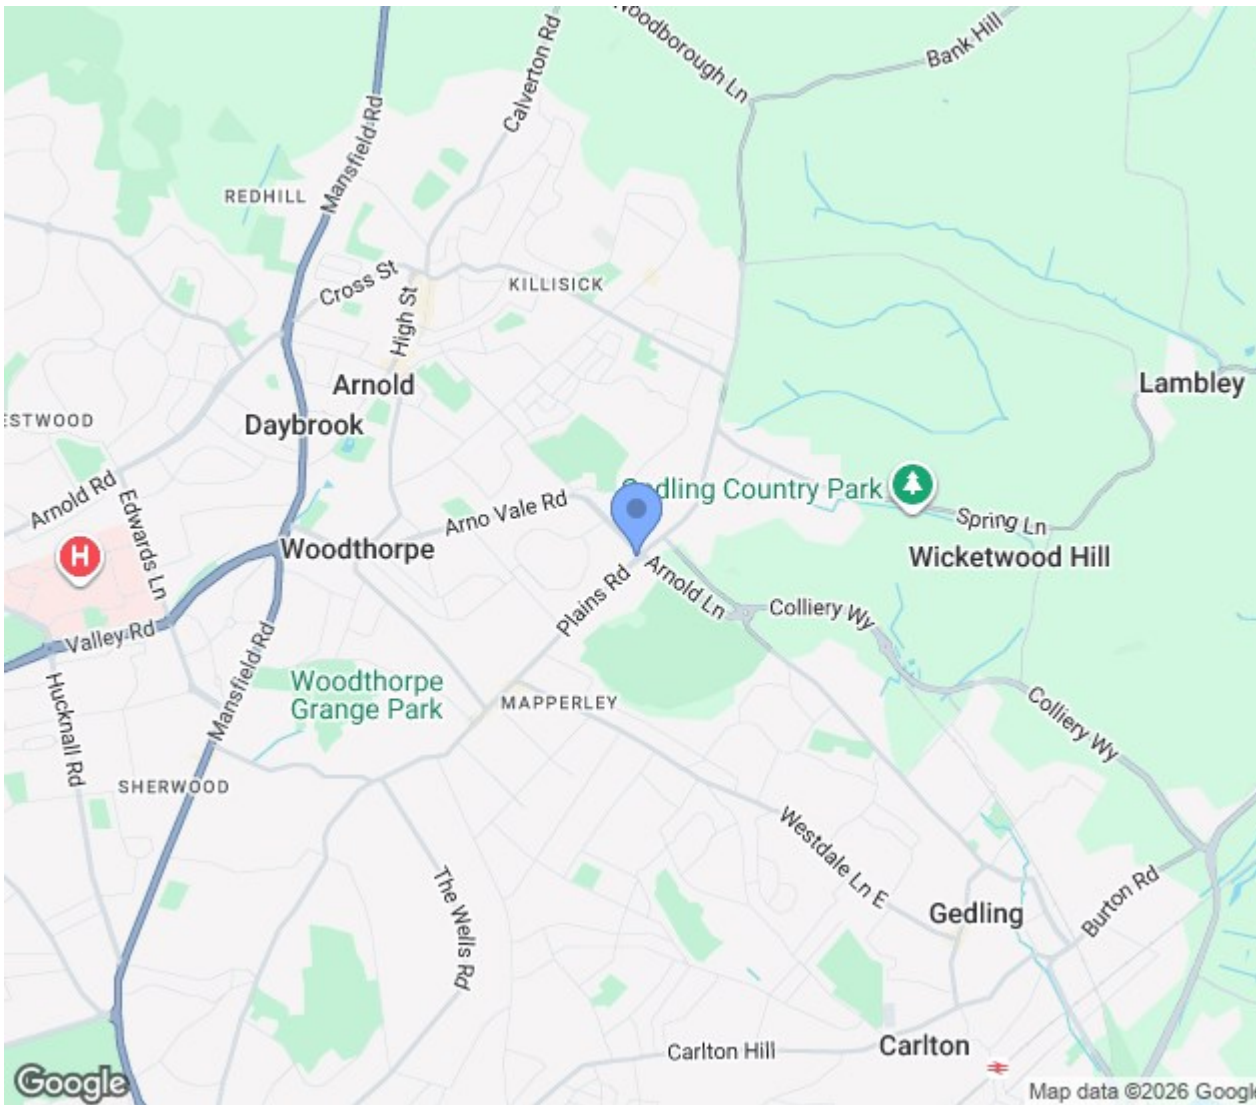 Woodborough Ln
Bank Hill
Calverton Rd
Mansfield Rd
REDHILL
Cross St
KILLISICK
High St
Arnold
Lambley
Daybrook
ESTWOOD
Arnold Rd
Edwards Ln
Arno Vale Rd
Gedling Country Park
Spring Ln
H
Woodthorpe
Wicketwood Hill
Plains Rd
Arnold Ln
Colliery Wy
Valley Rd
Mansfield Rd
Hucknall Rd
Woodthorpe
Grange Park
MAPPERLEY
Colliery Wy
SHERWOOD
Westdale Ln E
The Wells Rd
Gedling
Burton Rd
Carlton Hill
Carlton
Google
Map data ©2026 Google